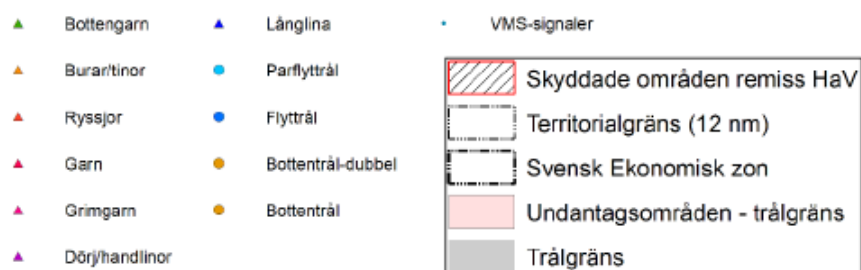 Bottengarn
Burar/tinor
Ryssjor
Garn
Grimgarn
Dörj/handlinor
Långlina
Parflyttrål
Flyttrål
Bottentrål-dubbel
Bottentrål
VMS-signaler
Skyddade områden remiss HaV
Territorialgräns (12 nm)
Svensk Ekonomisk zon
Undantagsområden - trålgräns
Trålgräns